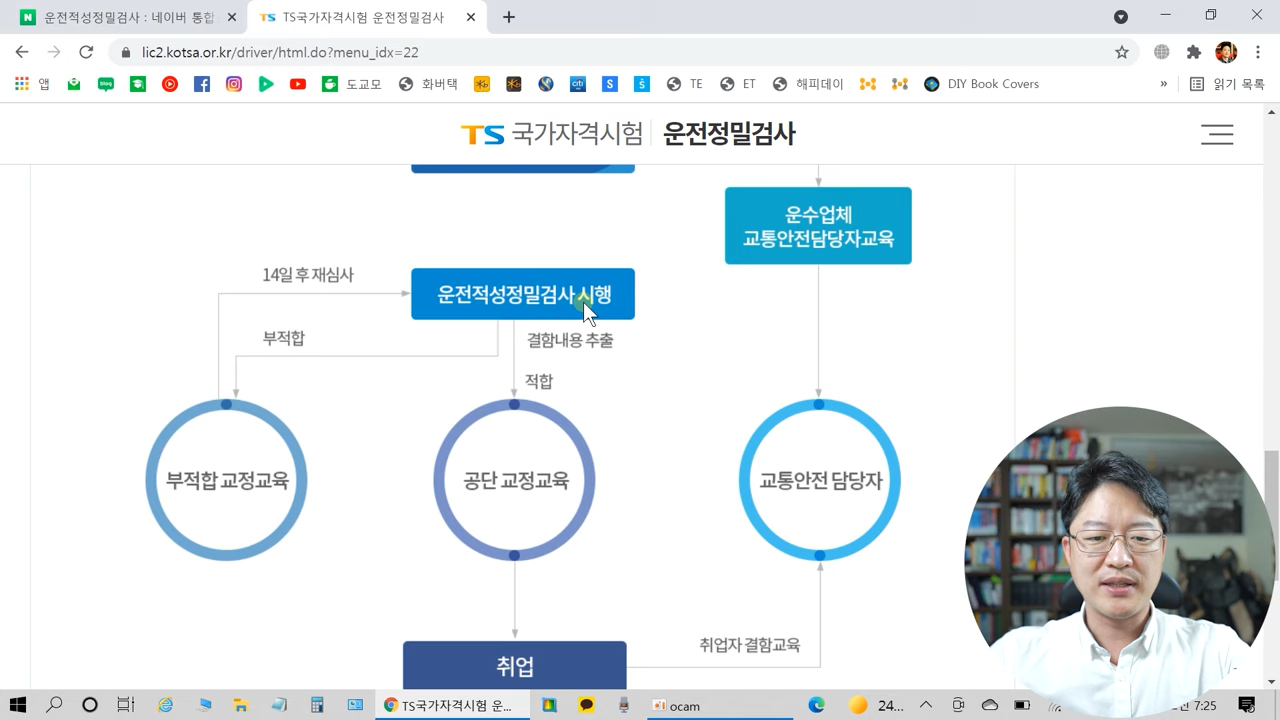 운전적성정밀검사 : 네이버 통합
TS국가자격시험 운전정밀검사
lic2.kotsa.or.kr/driver/html.do?menu_idx=22
앱
도교모
화버택
TE
ET
해피데이
DIY Book Covers
»
읽기 목록
TS 국가자격시험 운전정밀검사
운수업체
교통안전담당자교육
14일 후 재심사
운전적성정밀검사 시행
부적합
결함내용 추출
적합
부적합 교정교육
공단 교정교육
교통안전 담당자
취업자 결함교육
취업
TS국가자격시험 운...
ocam
24...
7:25